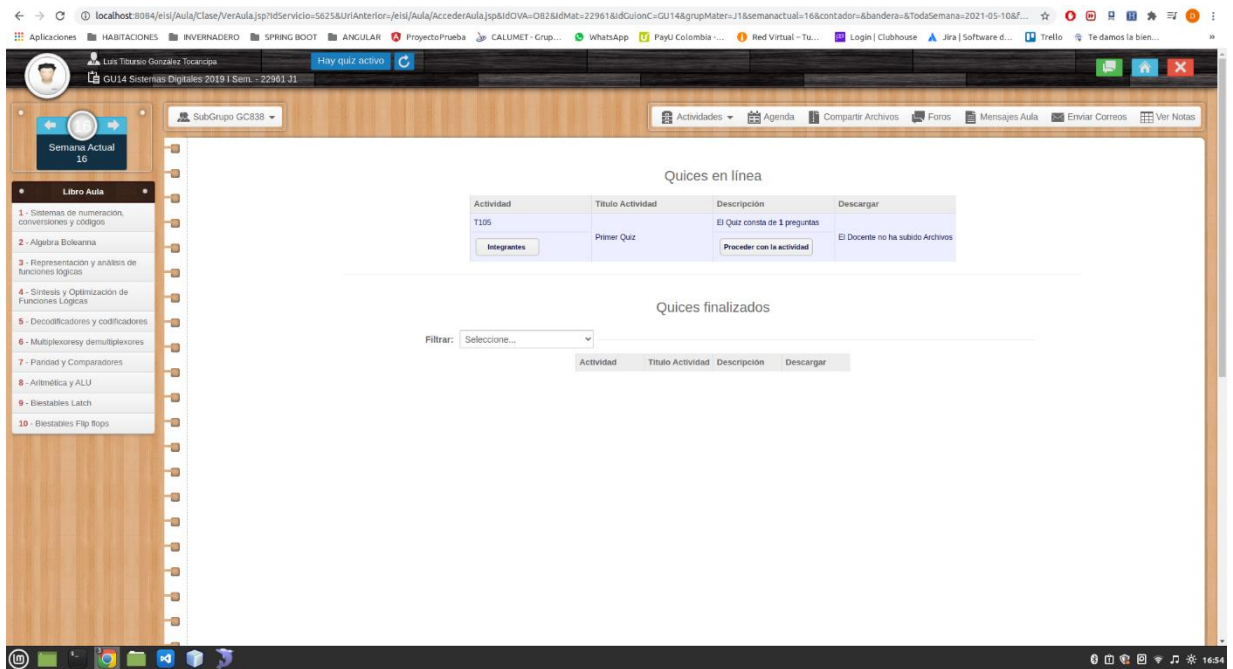 localhost:8084/eisi/Aula/Clase/VerAula.jsp?IdServicio=S625&UrlAnterior=/eisi/Aula/AccederAula.jsp&IdOVA=O82&IdMat=22961&IdGuionC=GU14&grupMater=J1&semanactual=16&contador=&bandera=&TodaSemana=2021-05-10&f...
Aplicaciones HABITACIONES INVERNADERO SPRING BOOT ANGULAR ProyectoPrueba CALUMET - Grup... WhatsApp PayU Colombia -... Red Virtual – Tu... Login | Clubhouse Jira | Software d... Trello Te damos la bien... »
Luis Tibursio González Tocancipa
Hay quiz activo
GU14 Sistemas Digitales 2019 I Sem. - 22961 J1
SubGrupo GC838
Actividades Agenda Compartir Archivos Foros Mensajes Aula Enviar Correos Ver Notas
16
Semana Actual
16
Libro Aula
1 - Sistemas de numeración,
conversiones y códigos
2 - Algebra Boleanna
3 - Representación y análisis de
funciones lógicas
4 - Sintesis y Optimización de
Funciones Lógicas
5 - Decodificadores y codificadores
6 - Multiplexoresy demultiplexores
7 - Paridad y Comparadores
8 - Aritmética y ALU
9 - Biestables Latch
10 - Biestables Flip flops
Quices en línea
Actividad Titulo Actividad Descripción Descargar
T105
Integrantes
Primer Quiz
El Quiz consta de 1 preguntas
Proceder con la actividad
El Docente no ha subido Archivos
Quices finalizados
Filtrar: Seleccione...
Actividad Titulo Actividad Descripción Descargar
16:54